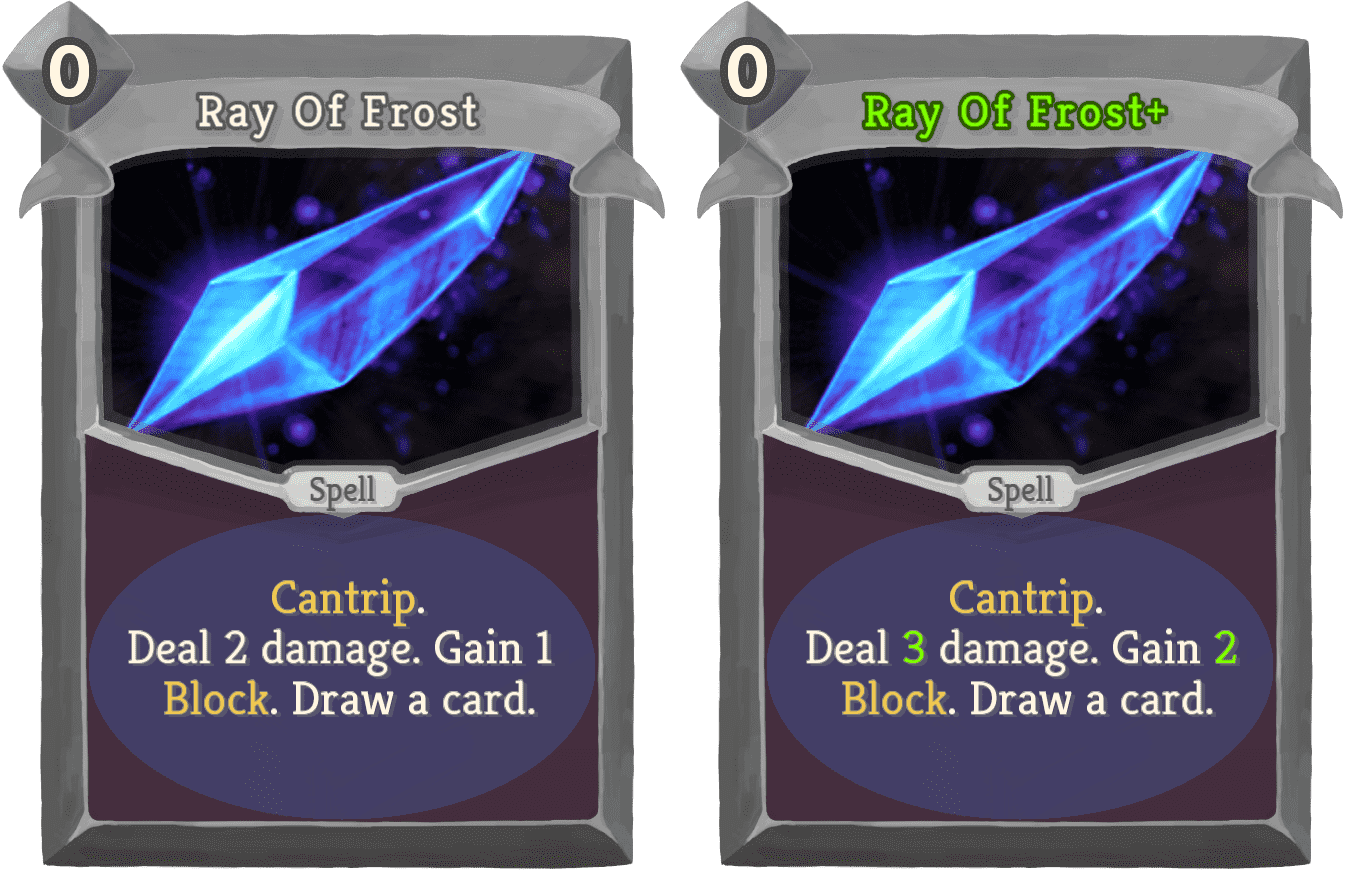 0
Ray Of Frost
Spell
Cantrip.
Deal 2 damage. Gain 1
Block. Draw a card.
0
Ray Of Frost+
Spell
Cantrip.
Deal 3 damage. Gain 2
Block. Draw a card.